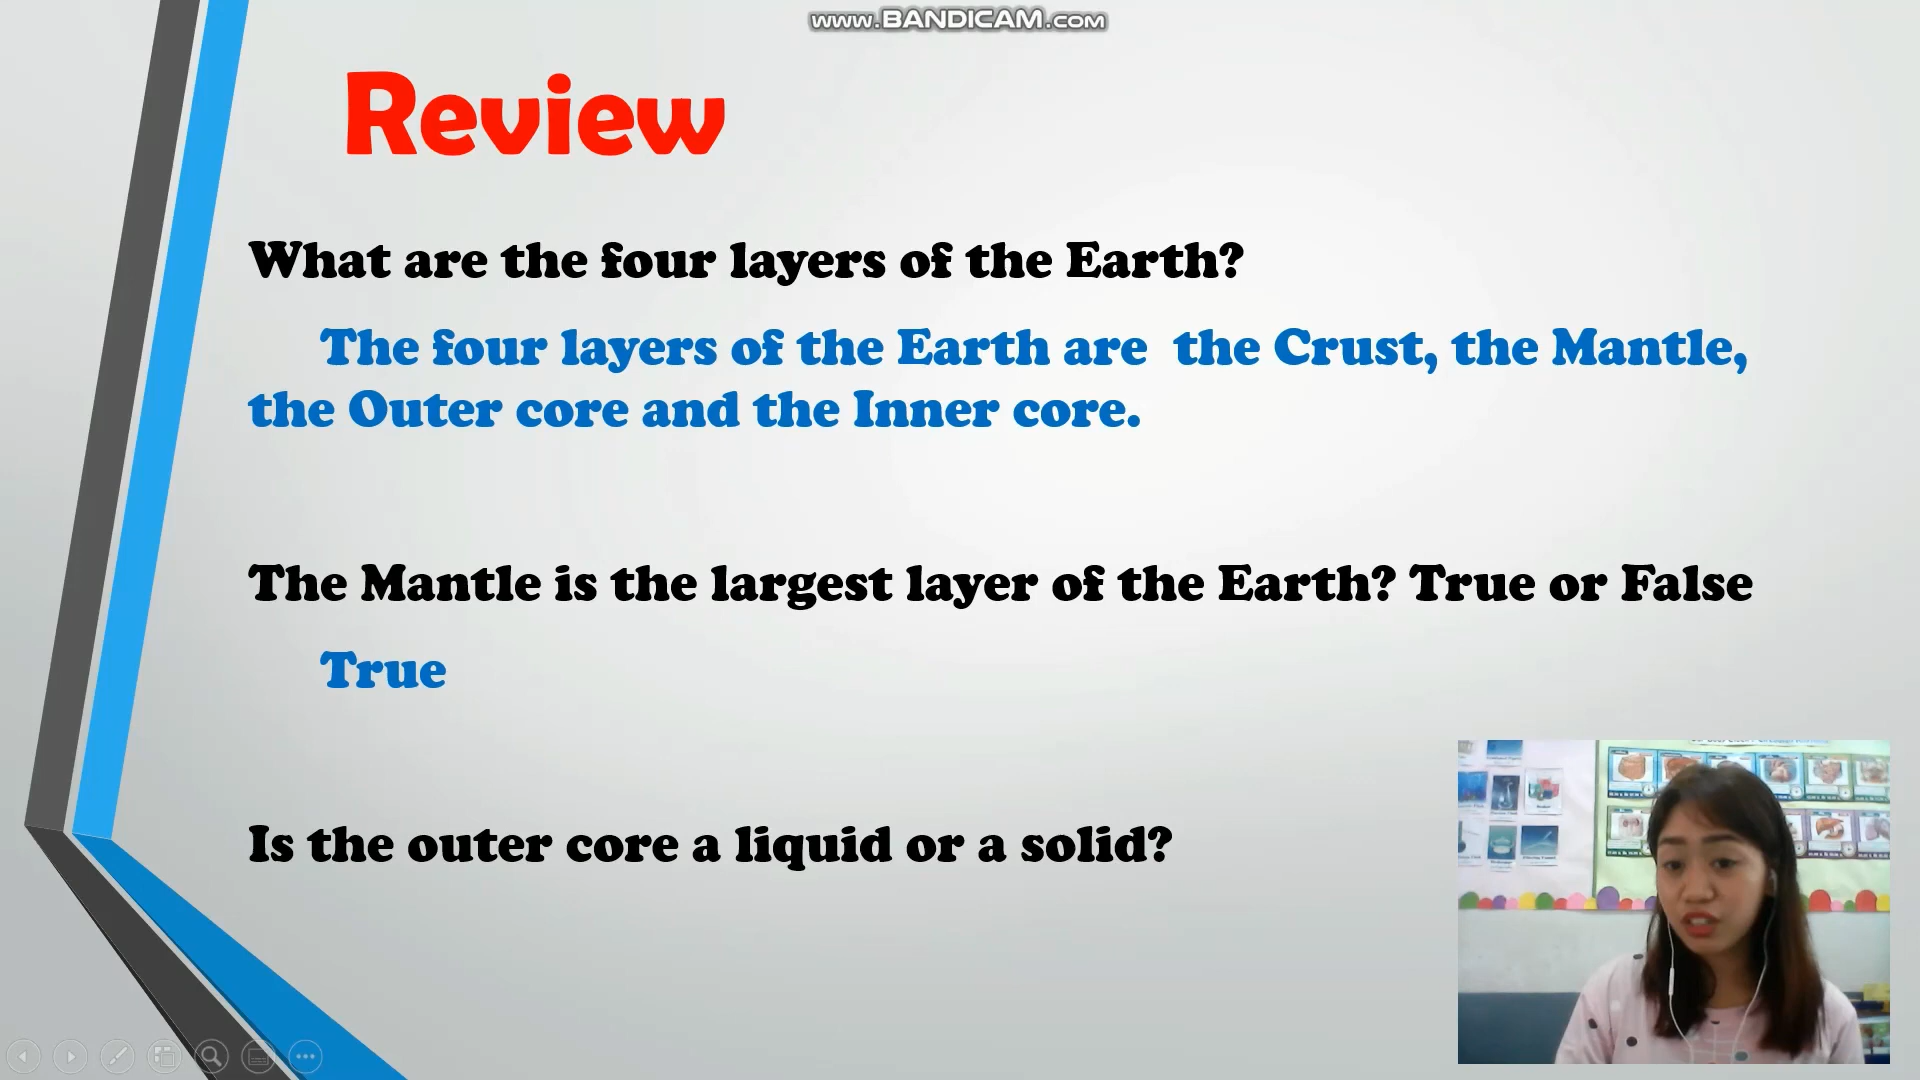 www.BANDICAM.com
Review
What are the four layers of the Earth?
The four layers of the Earth are the Crust, the Mantle,
the Outer core and the Inner core.
The Mantle is the largest layer of the Earth? True or False
True
Is the outer core a liquid or a solid?